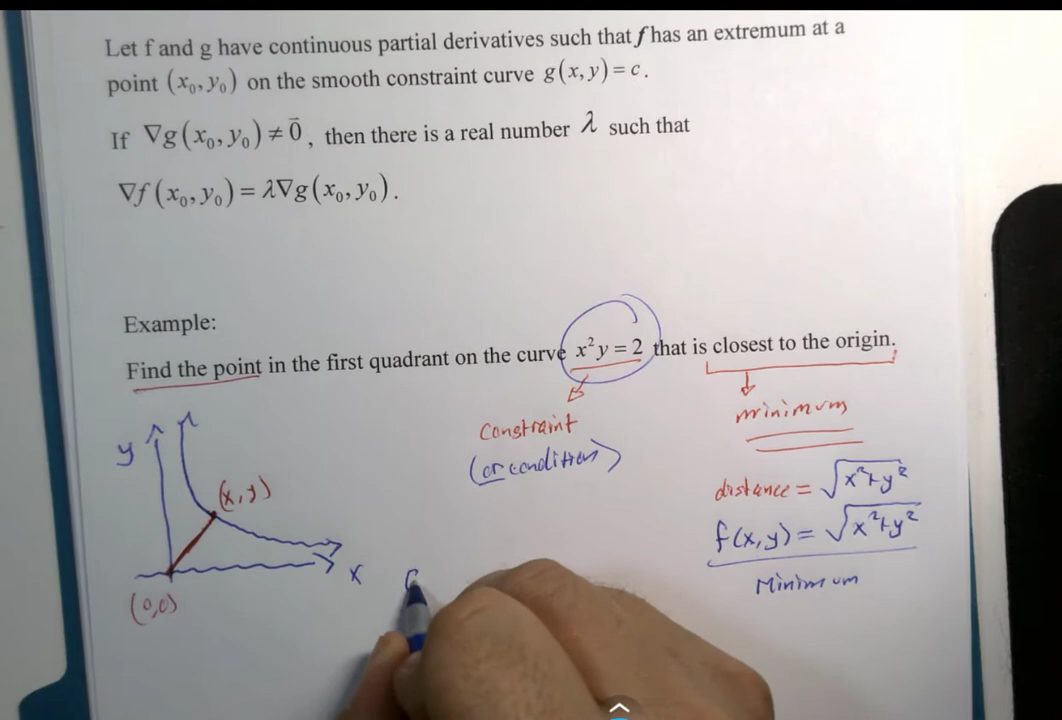 Let f and g have continuous partial derivatives such that f has an extremum at a
point (x₀, y₀) on the smooth constraint curve g(x, y) = c.
If ∇g(x₀, y₀) ≠ 0⃗, then there is a real number λ such that
∇f(x₀, y₀) = λ∇g(x₀, y₀).
Example:
Find the point in the first quadrant on the curve x²y = 2 that is closest to the origin.
minimum
Constraint
(or condition)
y
(x, y)
distance = √x²+y²
f(x,y) = √x²+y²
Minimum
x
(0,0)